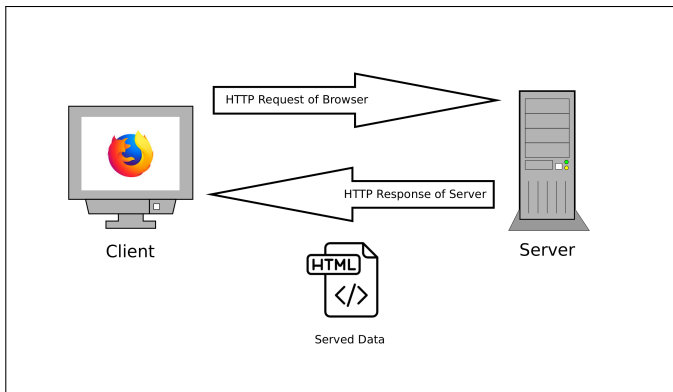 HTTP Request of Browser
HTTP Response of Server
Client
Server
HTML
</>
Served Data